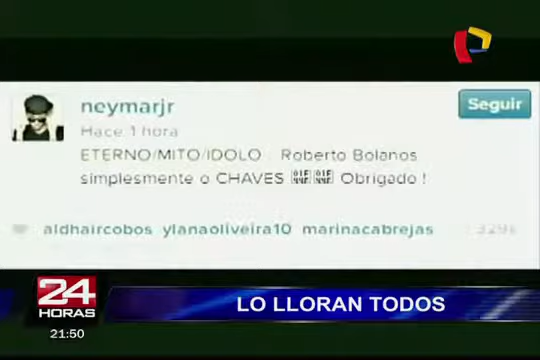 neymarjr
Seguir
Hace 1 hora
ETERNO/MITO/IDOLO . Roberto Bolanos
simplesmente o CHAVES Obrigado !
aldhaircobos ylanaoliveira10 marinacabrejas
24
HORAS
LO LLORAN TODOS
21:50